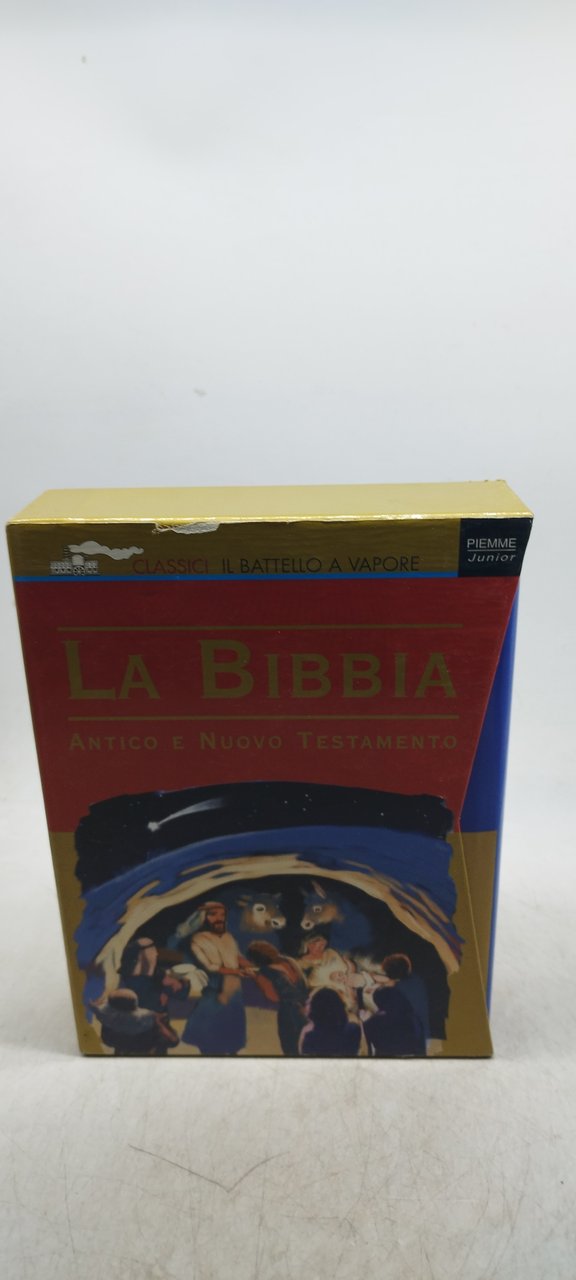 CLASSICI IL BATTELLO A VAPORE
PIEMME
Junior
LA BIBBIA
ANTICO E NUOVO TESTAMENTO